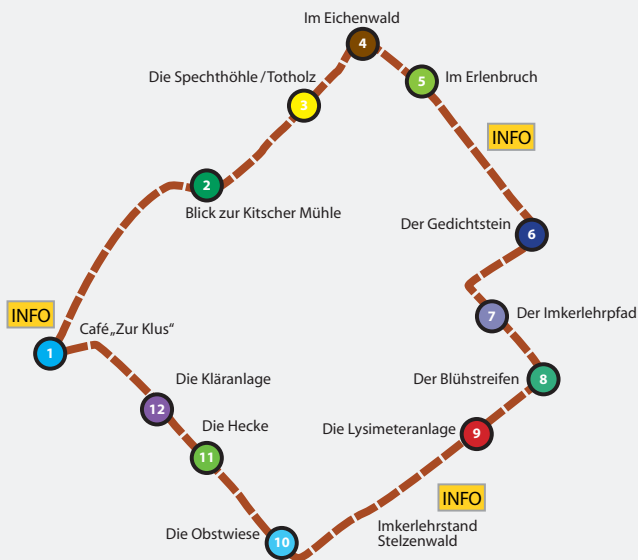 Im Eichenwald
4
Die Spechthöhle/Totholz
5
Im Erlenbruch
3
INFO
2
Blick zur Kitscher Mühle
Der Gedichtstein
6
INFO
Café„Zur Klus“
7
Der Imkerlehrpfad
1
Die Kläranlage
Der Blühstreifen
8
12
Die Hecke
Die Lysimeteranlage
9
11
INFO
Die Obstwiese
10
Imkerlehrstand
Stelzenwald